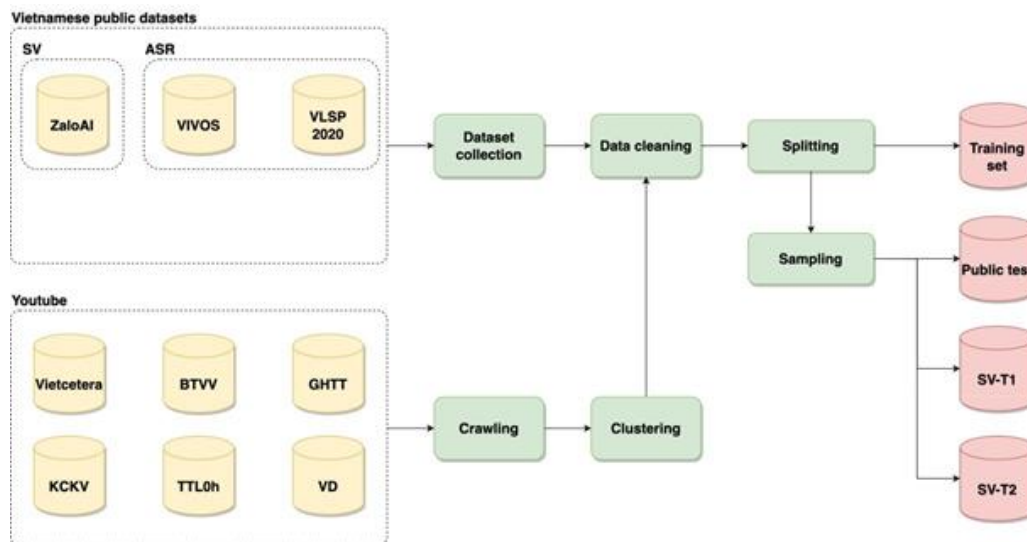 Vietnamese public datasets
SV
ASR
ZaloAI
VIVOS
VLSP
2020
Dataset
collection
Data cleaning
Splitting
Training
set
Sampling
Public tes
Youtube
Vietcetera
BTVV
GHTT
Crawling
Clustering
SV-T1
KCKV
TTL0h
VD
SV-T2